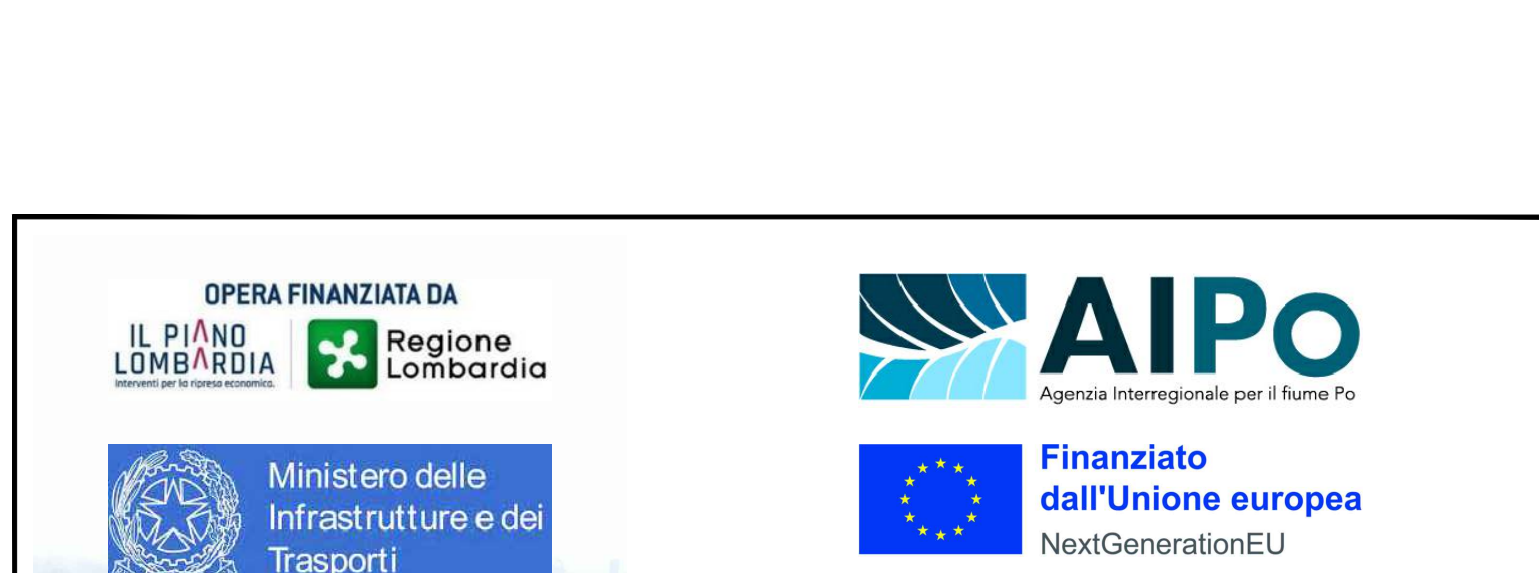 OPERA FINANZIATA DA
IL PIANO
LOMBARDIA
Interventi per la ripresa economica.
Regione
Lombardia
AIPo
Agenzia Interregionale per il fiume Po
Ministero delle
Infrastrutture e dei
Trasporti
Finanziato
dall'Unione europea
NextGenerationEU